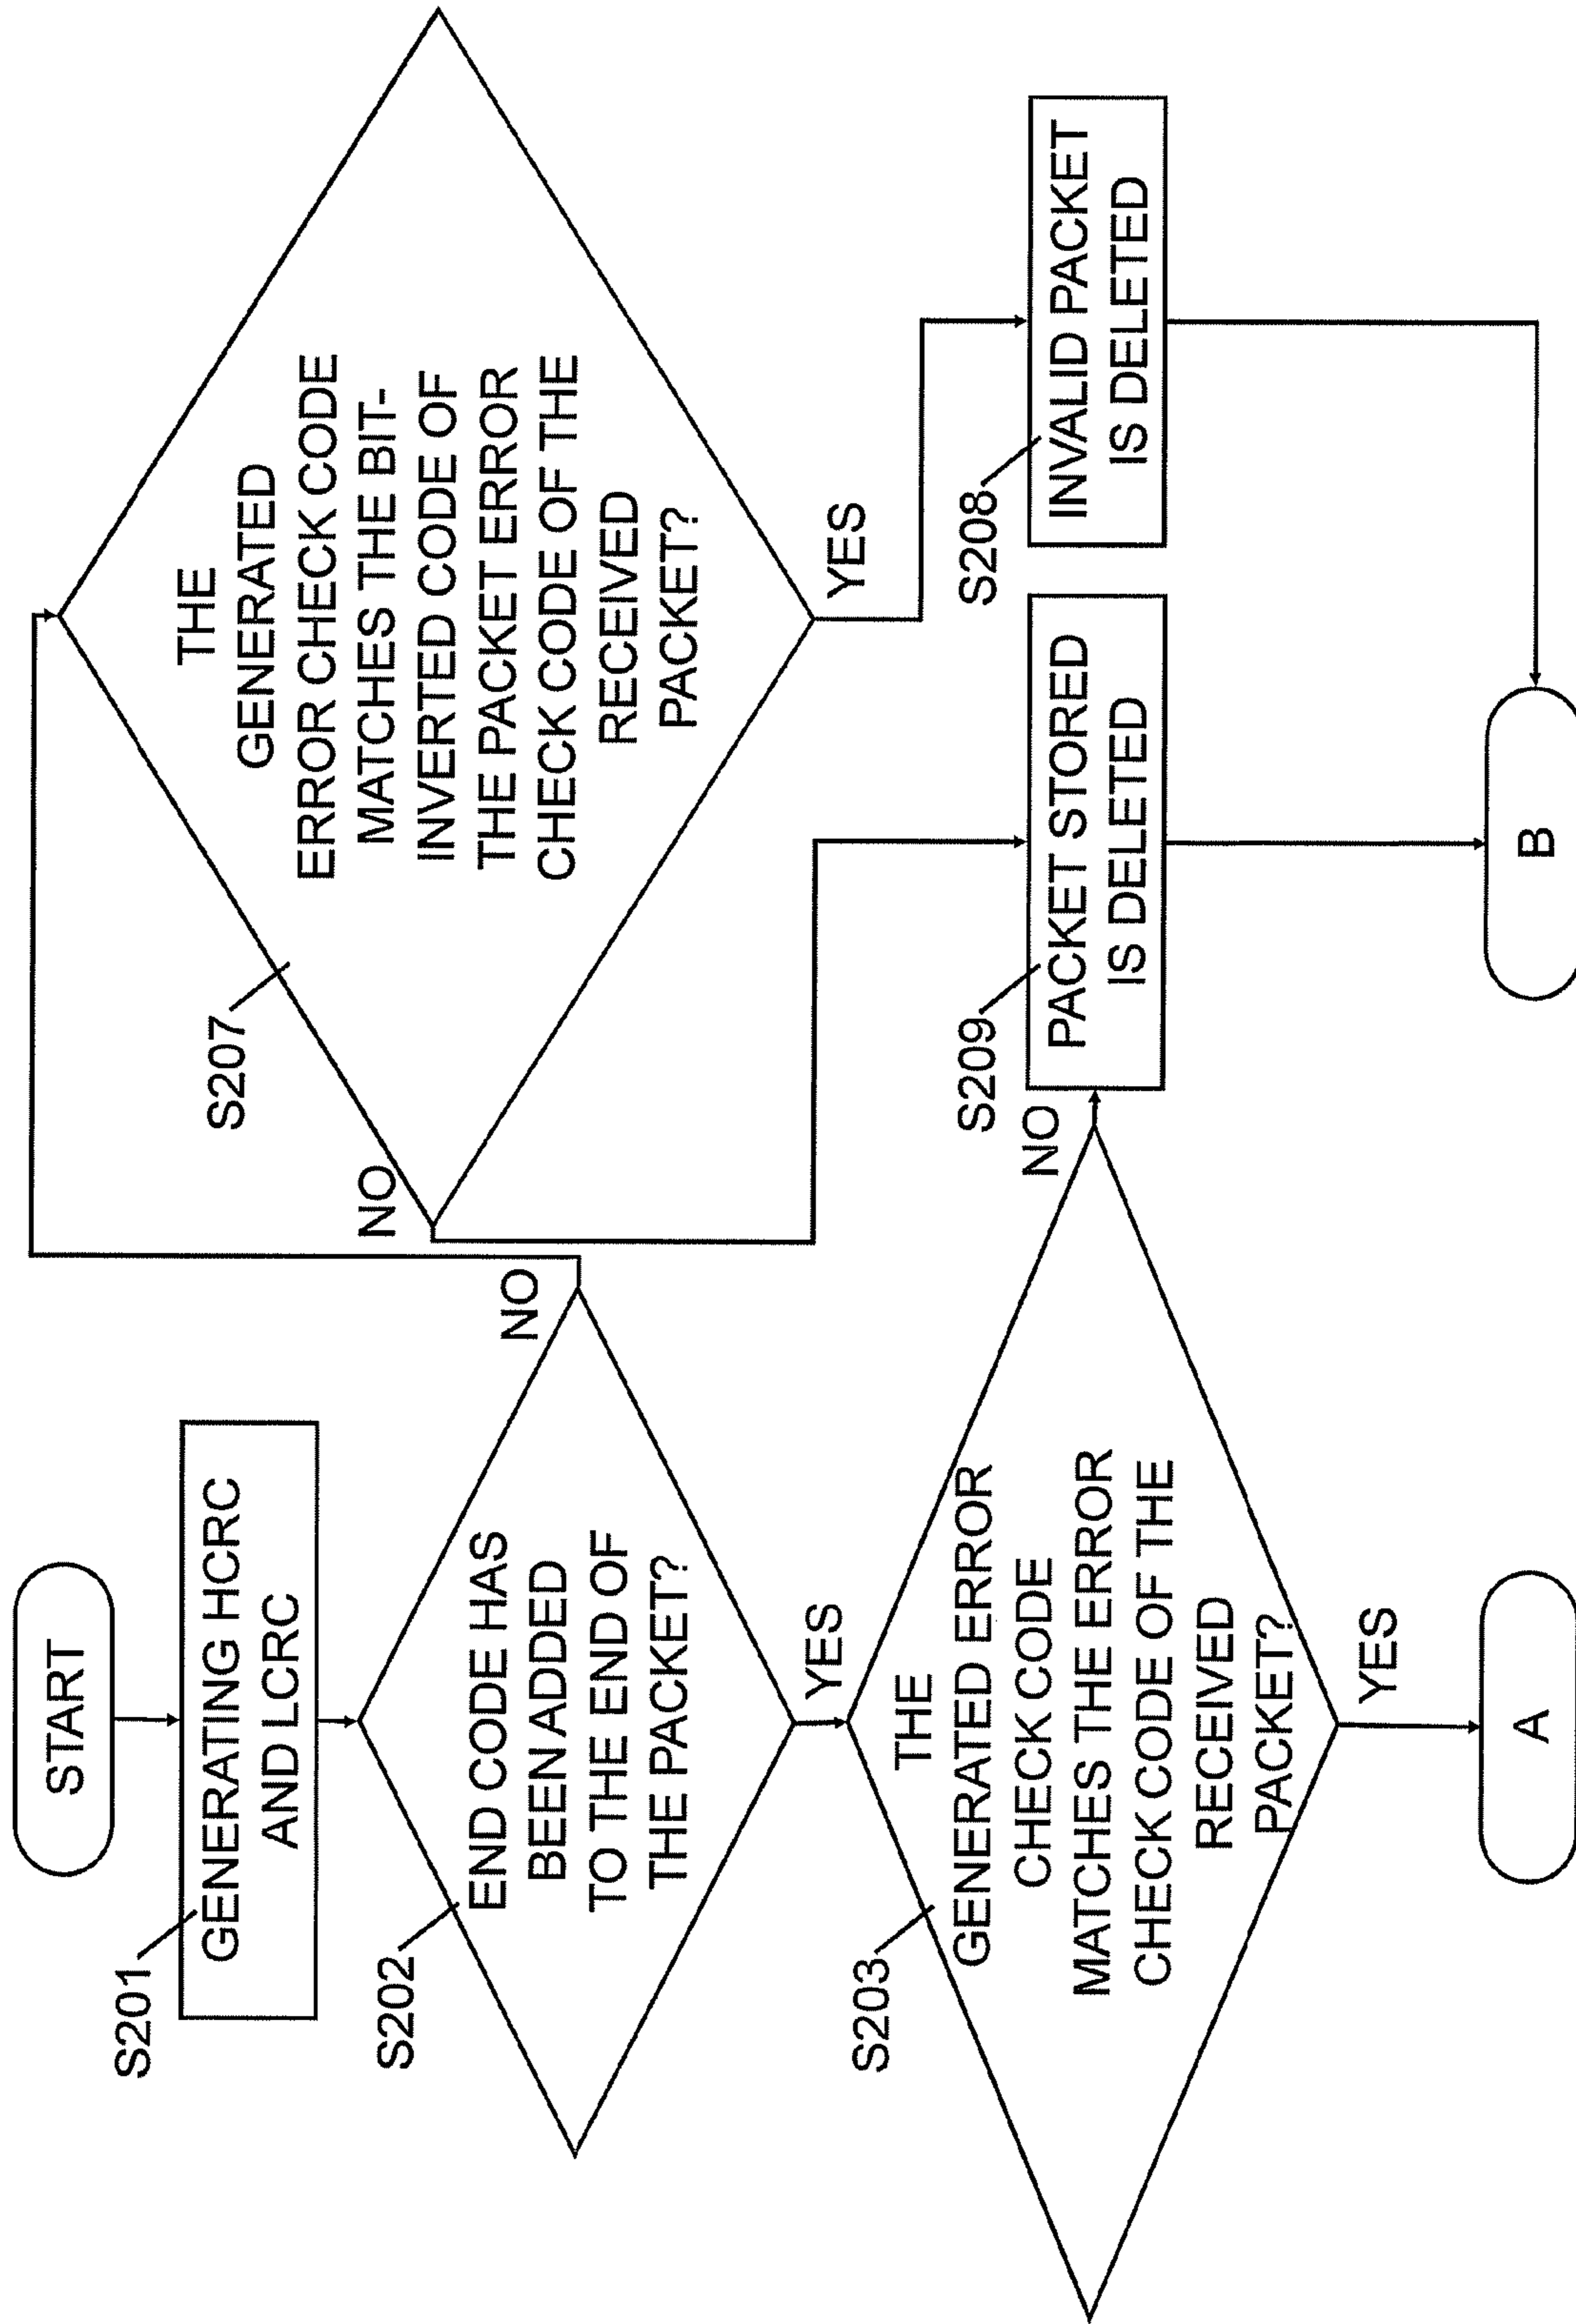 START
S201
GENERATING HCRC
AND LCRC
S202
END CODE HAS
BEEN ADDED
TO THE END OF
THE PACKET?
NO
YES
S203
THE
GENERATED ERROR
CHECK CODE
MATCHES THE ERROR
CHECK CODE OF THE
RECEIVED
PACKET?
NO
YES
A
S207
THE
GENERATED
ERROR CHECK CODE
MATCHES THE BIT-
INVERTED CODE OF
THE PACKET ERROR
CHECK CODE OF THE
RECEIVED
PACKET?
NO
YES
S209
PACKET STORED
IS DELETED
S208
INVALID PACKET
IS DELETED
B